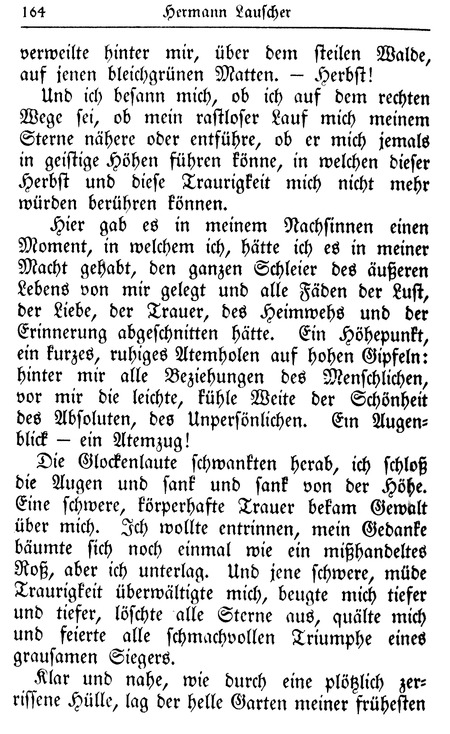 164 Hermann Lauscher
verweilte hinter mir, über dem steilen Walde,
auf jenen bleichgrünen Matten. — Herbst!
Und ich besann mich, ob ich auf dem rechten
Wege sei, ob mein rastloser Lauf mich meinem
Sterne nähere oder entführe, ob er mich jemals
in geistige Höhen führen könne, in welchen dieser
Herbst und diese Traurigkeit mich nicht mehr
würden berühren können.
Hier gab es in meinem Nachsinnen einen
Moment, in welchem ich, hätte ich es in meiner
Macht gehabt, den ganzen Schleier des äußeren
Lebens von mir gelegt und alle Fäden der Lust,
der Liebe, der Trauer, des Heimwehs und der
Erinnerung abgeschnitten hätte. Ein Höhepunkt,
ein kurzes, ruhiges Atemholen auf hohen Gipfeln:
hinter mir alle Beziehungen des Menschlichen,
vor mir die leichte, kühle Weite der Schönheit
des Absoluten, des Unpersönlichen. Ein Augen-
blick — ein Atemzug!
Die Glockenlaute schwankten herab, ich schloß
die Augen und sank und sank von der Höhe.
Eine schwere, körperhafte Trauer bekam Gewalt
über mich. Ich wollte entrinnen, mein Gedanke
bäumte sich noch einmal wie ein mißhandeltes
Roß, aber ich unterlag. Und jene schwere, müde
Traurigkeit überwältigte mich, beugte mich tiefer
und tiefer, löschte alle Sterne aus, quälte mich
und feierte alle schmachvollen Triumphe eines
grausamen Siegers.
Klar und nahe, wie durch eine plötzlich zer-
rissene Hülle, lag der helle Garten meiner frühesten